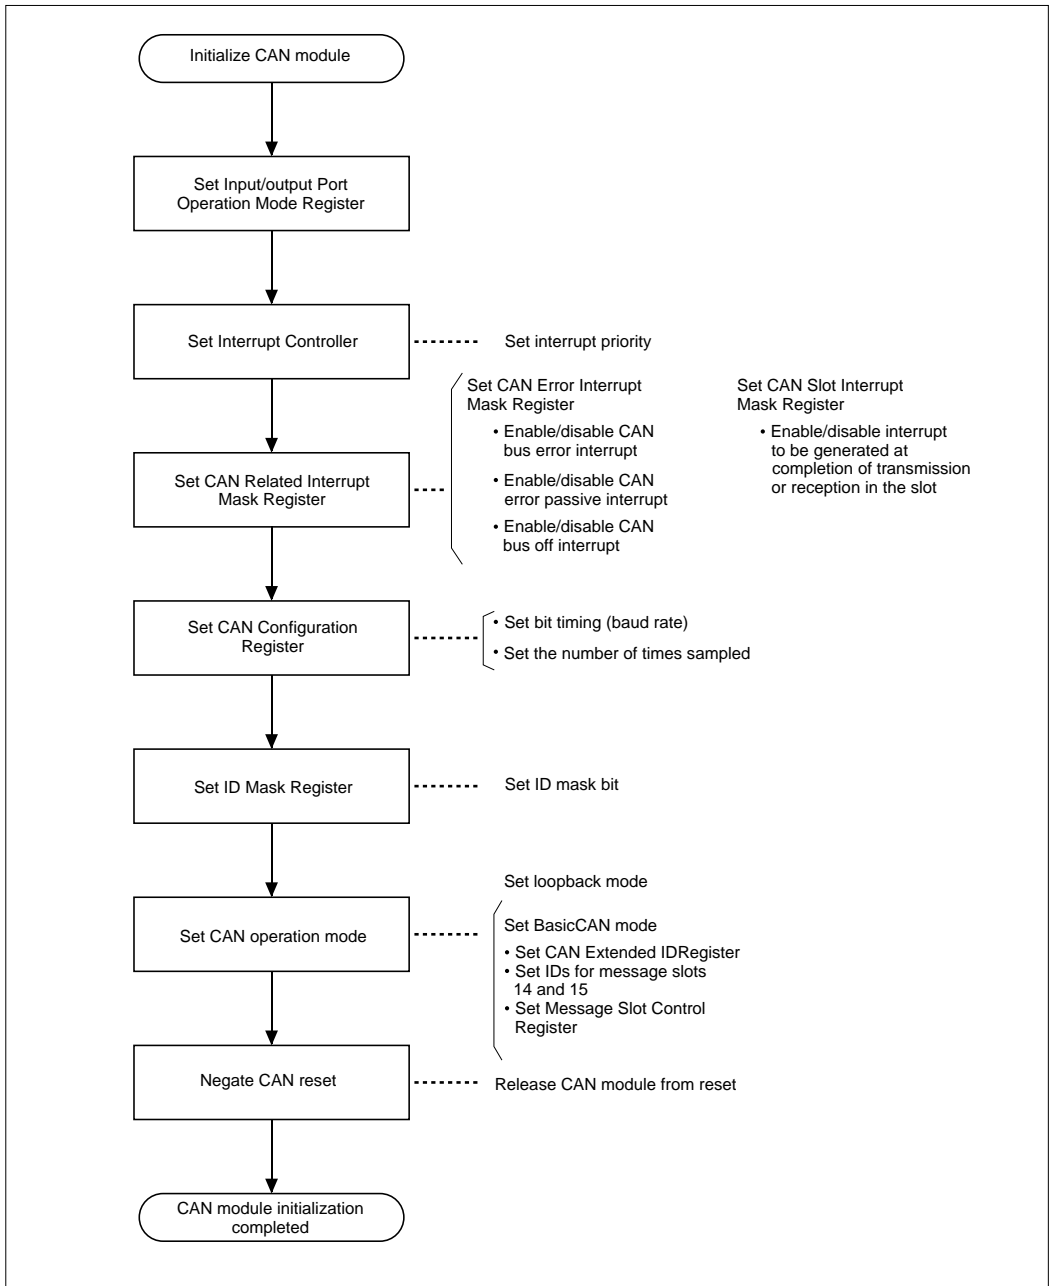 Initialize CAN module
Set Input/output Port
Operation Mode Register
Set Interrupt Controller
Set interrupt priority
Set CAN Related Interrupt
Mask Register
Set CAN Error Interrupt
Mask Register
• Enable/disable CAN
bus error interrupt
• Enable/disable CAN
error passive interrupt
• Enable/disable CAN
bus off interrupt
Set CAN Slot Interrupt
Mask Register
• Enable/disable interrupt
to be generated at
completion of transmission
or reception in the slot
Set CAN Configuration
Register
• Set bit timing (baud rate)
• Set the number of times sampled
Set ID Mask Register
Set ID mask bit
Set CAN operation mode
Set loopback mode
Set BasicCAN mode
• Set CAN Extended IDRegister
• Set IDs for message slots
14 and 15
• Set Message Slot Control
Register
Negate CAN reset
Release CAN module from reset
CAN module initialization
completed